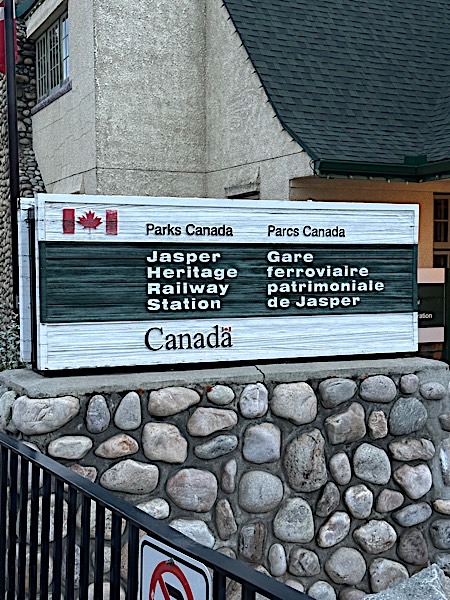 Parks Canada
Parcs Canada
Jasper
Heritage
Railway
Station
Gare
ferroviaire
patrimoniale
de Jasper
Canada